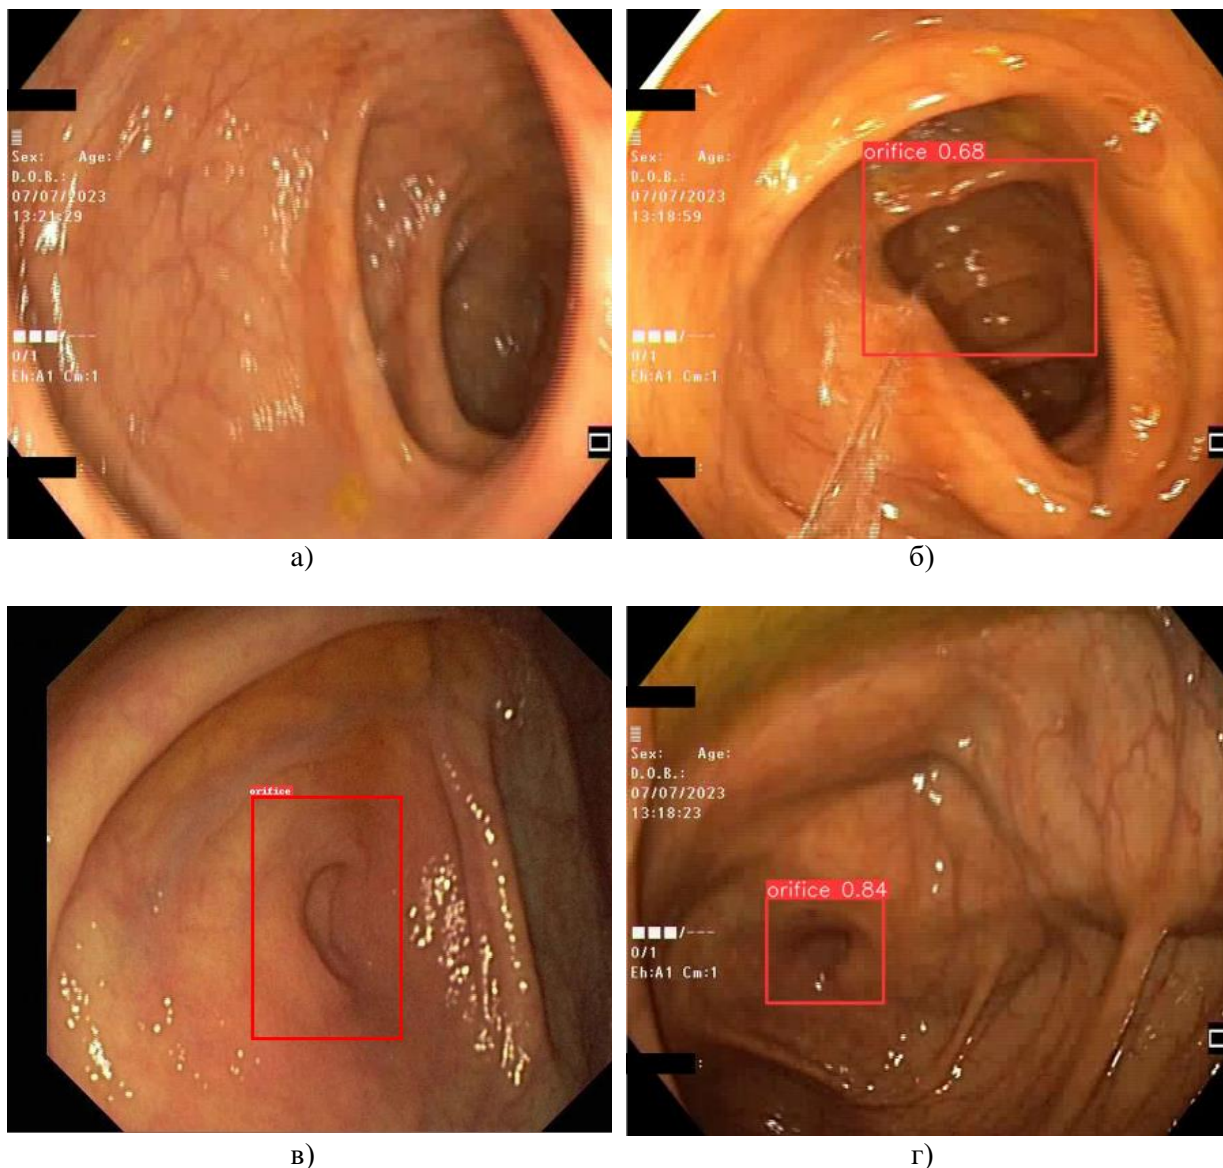 Sex: Age:
D.O.B.:
07/07/2023
13:21:29
0/1
Eh:A1 Cm:1
а)
orifice 0.68
Sex: Age:
D.O.B.:
07/07/2023
13:18:59
0/1
Eh:A1 Cm:1
б)
orifice
в)
Sex: Age:
D.O.B.:
07/07/2023
13:18:23
orifice 0.84
0/1
Eh:A1 Cm:1
г)